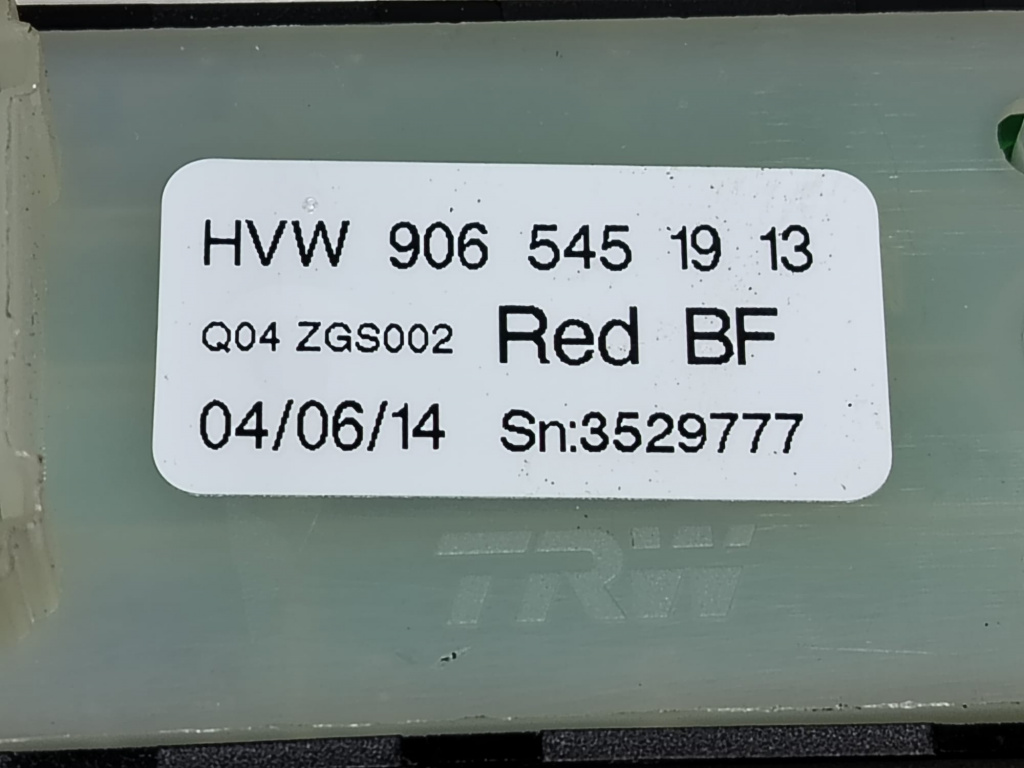 HVW 906 545 19 13
Q04 ZGS002 Red BF
04/06/14 Sn:3529777
TRW